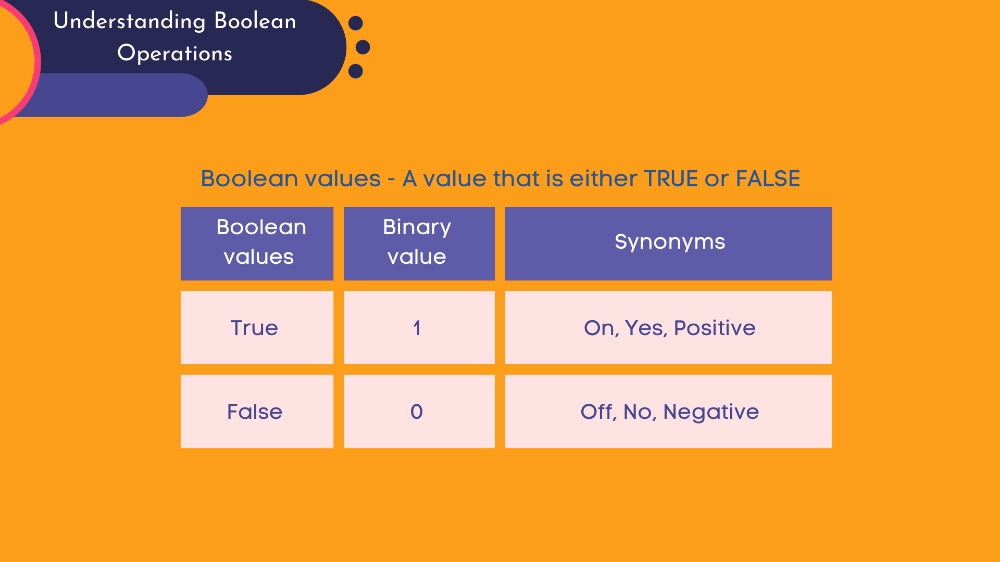 Understanding Boolean
Operations
Boolean values - A value that is either TRUE or FALSE
Boolean
values
Binary
value
Synonyms
True
1
On, Yes, Positive
False
0
Off, No, Negative